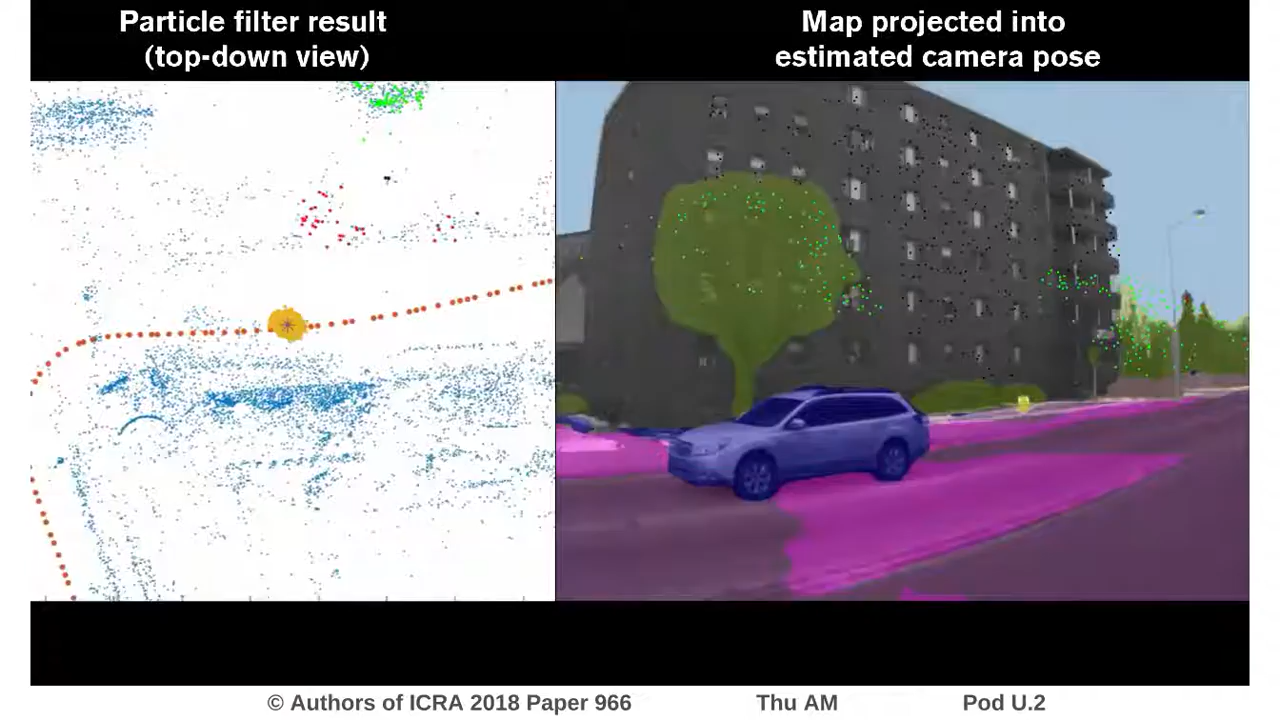 Particle filter result
(top-down view)
Map projected into
estimated camera pose
© Authors of ICRA 2018 Paper 966 Thu AM Pod U.2